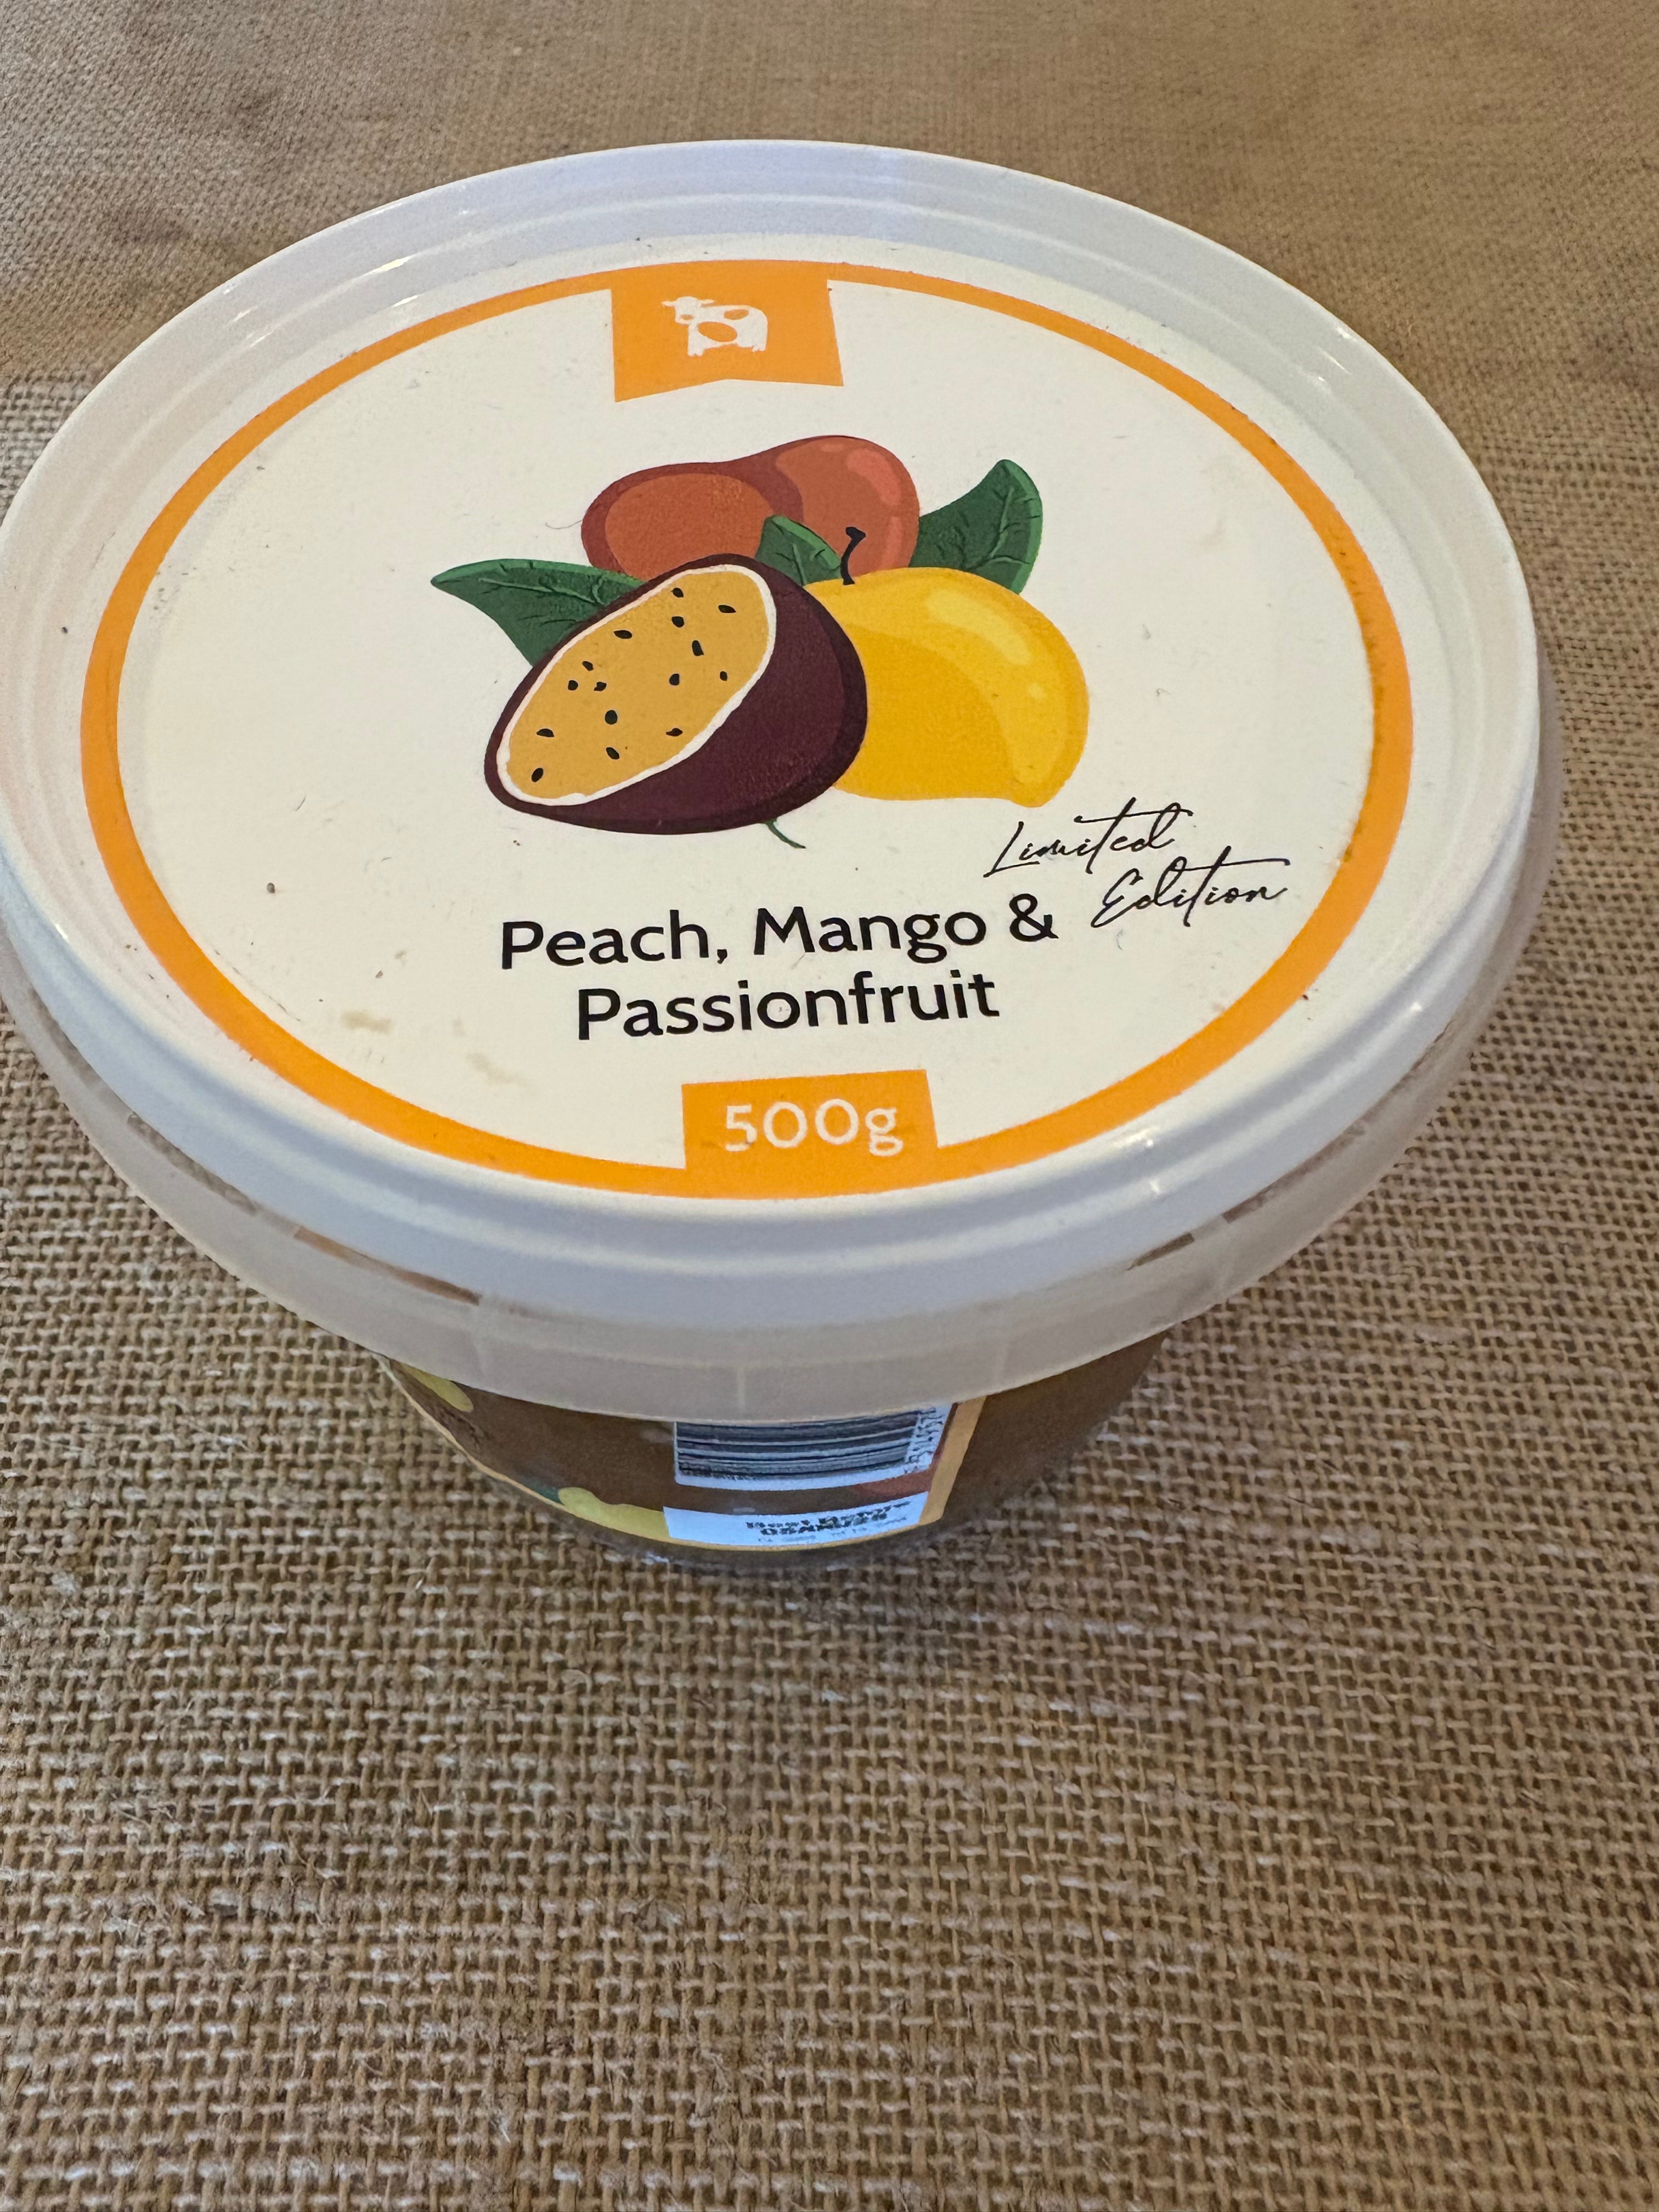 Limited
Edition
Peach, Mango &
Passionfruit
500g